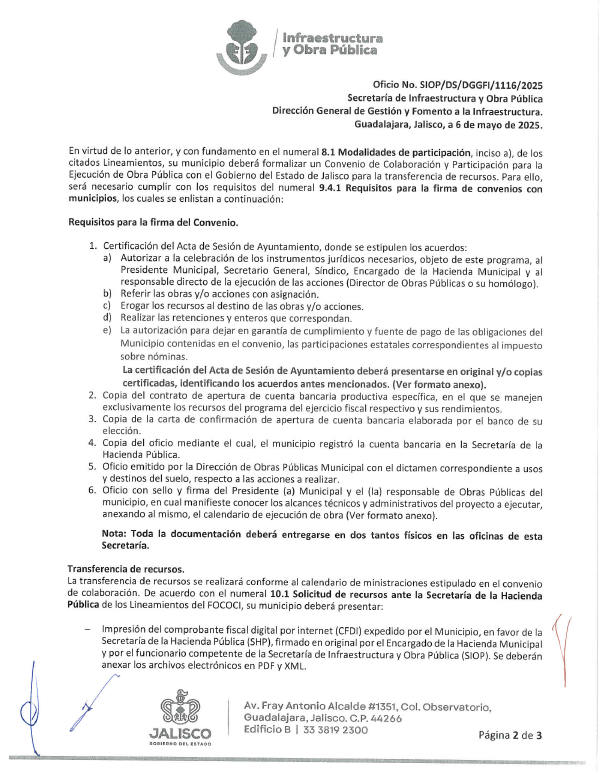 Infraestructura
y Obra Pública
Oficio No. SIOP/DS/DGGFI/1116/2025
Secretaría de Infraestructura y Obra Pública
Dirección General de Gestión y Fomento a la Infraestructura.
Guadalajara, Jalisco, a 6 de mayo de 2025.
En virtud de lo anterior, y con fundamento en el numeral 8.1 Modalidades de participación, inciso a), de los
citados Lineamientos, su municipio deberá formalizar un Convenio de Colaboración y Participación para la
Ejecución de Obra Pública con el Gobierno del Estado de Jalisco para la transferencia de recursos. Para ello,
será necesario cumplir con los requisitos del numeral 9.4.1 Requisitos para la firma de convenios con
municipios, los cuales se enlistan a continuación:
Requisitos para la firma del Convenio.
1. Certificación del Acta de Sesión de Ayuntamiento, donde se estipulen los acuerdos:
a) Autorizar a la celebración de los instrumentos jurídicos necesarios, objeto de este programa, al
Presidente Municipal, Secretario General, Síndico, Encargado de la Hacienda Municipal y al
responsable directo de la ejecución de las acciones (Director de Obras Públicas o su homólogo).
b) Referir las obras y/o acciones con asignación.
c) Erogar los recursos al destino de las obras y/o acciones.
d) Realizar las retenciones y enteros que correspondan.
e) La autorización para dejar en garantía de cumplimiento y fuente de pago de las obligaciones del
Municipio contenidas en el convenio, las participaciones estatales correspondientes al impuesto
sobre nóminas.
La certificación del Acta de Sesión de Ayuntamiento deberá presentarse en original y/o copias
certificadas, identificando los acuerdos antes mencionados. (Ver formato anexo).
2. Copia del contrato de apertura de cuenta bancaria productiva específica, en el que se manejen
exclusivamente los recursos del programa del ejercicio fiscal respectivo y sus rendimientos.
3. Copia de la carta de confirmación de apertura de cuenta bancaria elaborada por el banco de su
elección.
4. Copia del oficio mediante el cual, el municipio registró la cuenta bancaria en la Secretaría de la
Hacienda Pública.
5. Oficio emitido por la Dirección de Obras Públicas Municipal con el dictamen correspondiente a usos
y destinos del suelo, respecto a las acciones a realizar.
6. Oficio con sello y firma del Presidente (a) Municipal y el (la) responsable de Obras Públicas del
municipio, en cual manifieste conocer los alcances técnicos y administrativos del proyecto a ejecutar,
anexando al mismo, el calendario de ejecución de obra (Ver formato anexo).
Nota: Toda la documentación deberá entregarse en dos tantos físicos en las oficinas de esta
Secretaría.
Transferencia de recursos.
La transferencia de recursos se realizará conforme al calendario de ministraciones estipulado en el convenio
de colaboración. De acuerdo con el numeral 10.1 Solicitud de recursos ante la Secretaría de la Hacienda
Pública de los Lineamientos del FOCOCI, su municipio deberá presentar:
– Impresión del comprobante fiscal digital por internet (CFDI) expedido por el Municipio, en favor de la
Secretaría de la Hacienda Pública (SHP), firmado en original por el Encargado de la Hacienda Municipal
y por el funcionario competente de la Secretaría de Infraestructura y Obra Pública (SIOP). Se deberán
anexar los archivos electrónicos en PDF y XML.
JALISCO
GOBIERNO DEL ESTADO
Av. Fray Antonio Alcalde #1351, Col. Observatorio,
Guadalajara, Jalisco. C.P. 44266
Edificio B | 33 3819 2300
Página 2 de 3